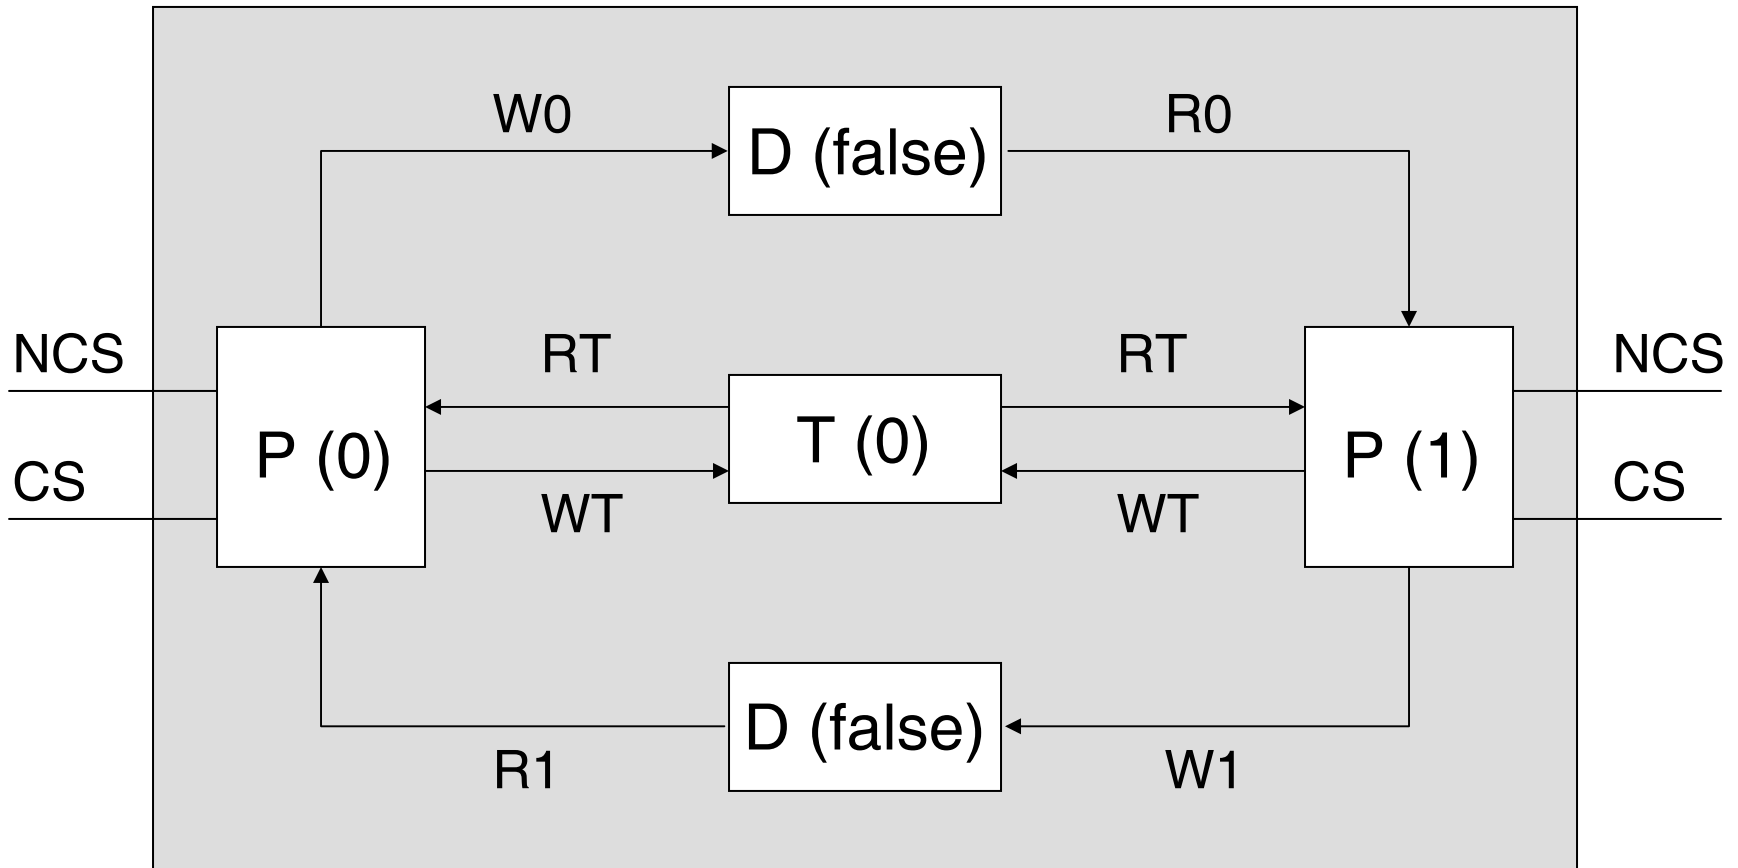 W0
D (false)
R0
NCS
RT
RT
NCS
P (0)
T (0)
P (1)
CS
WT
WT
CS
D (false)
R1
W1